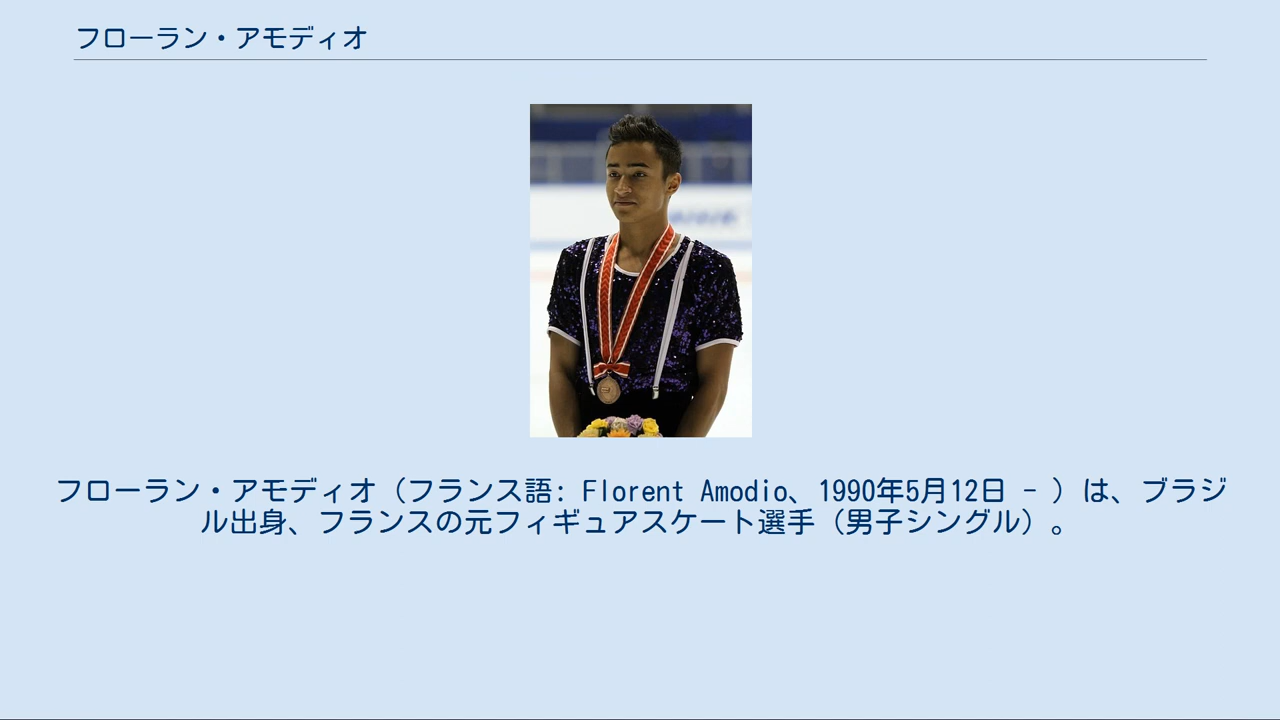 フローラン・アモディオ
フローラン・アモディオ（フランス語: Florent Amodio、1990年5月12日 - ）は、ブラジ
ル出身、フランスの元フィギュアスケート選手（男子シングル）。